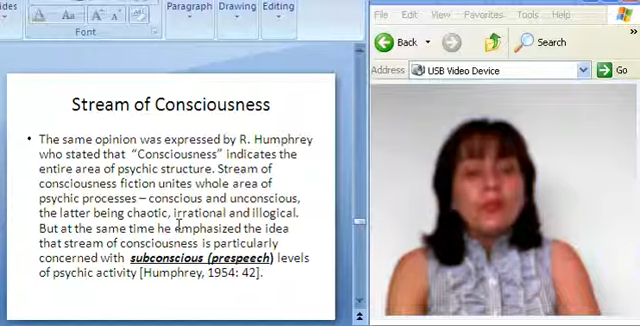 ides
Paragraph
Drawing
Editing
A
A
A
Font
File Edit View Favorites Tools Help
Back
Search
Address
USB Video Device
Go
Stream of Consciousness
• The same opinion was expressed by R. Humphrey
who stated that “Consciousness” indicates the
entire area of psychic structure. Stream of
consciousness fiction unites whole area of
psychic processes – conscious and unconscious,
the latter being chaotic, irrational and illogical.
But at the same time he emphasized the idea
that stream of consciousness is particularly
concerned with subconscious (prespeech) levels
of psychic activity [Humphrey, 1954: 42].